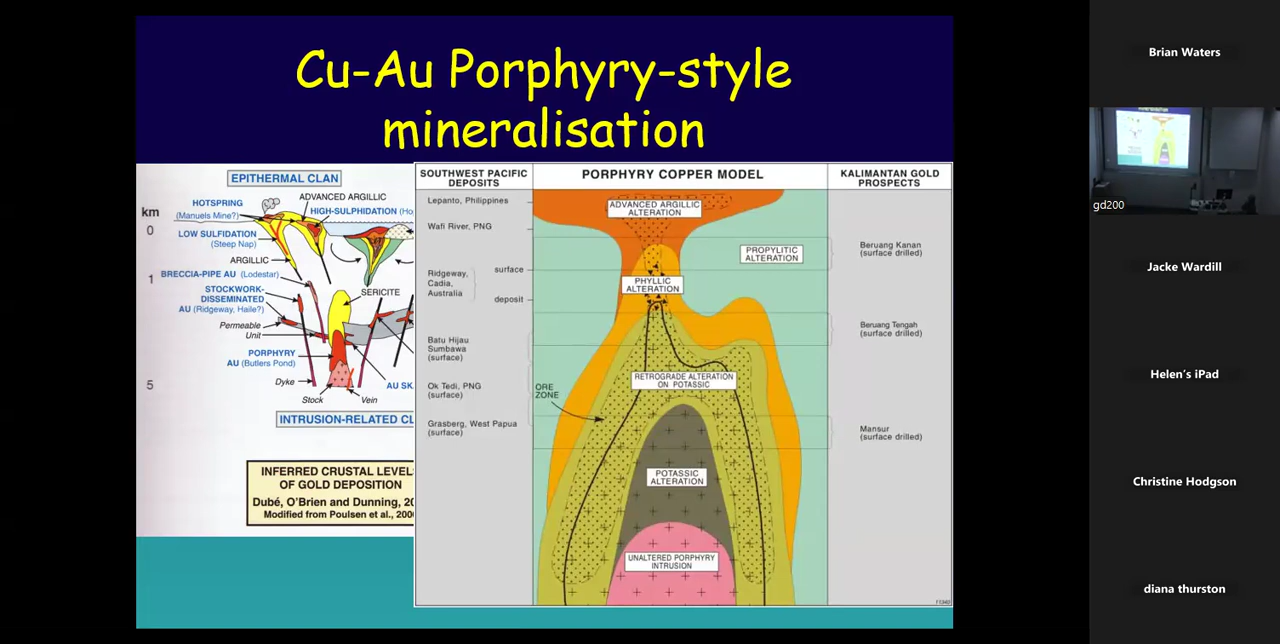 Cu-Au Porphyry-style
mineralisation
EPITHERMAL CLAN
km
0
1
5
HOTSPRING
(Manuels Mine?)
ADVANCED ARGILLIC
HIGH-SULPHIDATION (Ho
LOW SULFIDATION
(Steep Nap)
ARGILLIC
BRECCIA-PIPE AU (Lodestar)
STOCKWORK-
DISSEMINATED
AU (Ridgeway, Haile?)
SERICITE
Permeable
Unit
PORPHYRY
AU (Butlers Pond)
AU SK
Dyke
Stock
Vein
INTRUSION-RELATED CL
INFERRED CRUSTAL LEVEL
OF GOLD DEPOSITION
Dubé, O'Brien and Dunning, 20
Modified from Poulsen et al., 200
SOUTHWEST PACIFIC
DEPOSITS
Lepanto, Philippines
Wafi River, PNG
Ridgeway,
Cadia,
Australia
surface
deposit
Batu Hijau
Sumbawa
(surface)
Ok Tedi, PNG
(surface)
Grasberg, West Papua
(surface)
PORPHYRY COPPER MODEL
ADVANCED ARGILLIC
ALTERATION
PROPYLITIC
ALTERATION
PHYLLIC
ALTERATION
RETROGRADE ALTERATION
ON POTASSIC
ORE
ZONE
POTASSIC
ALTERATION
UNALTERED PORPHYRY
INTRUSION
KALIMANTAN GOLD
PROSPECTS
Beruang Kanan
(surface drilled)
Beruang Tengah
(surface drilled)
Mansur
(surface drilled)
Brian Waters
gd200
Jacke Wardill
Helen's iPad
Christine Hodgson
diana thurston